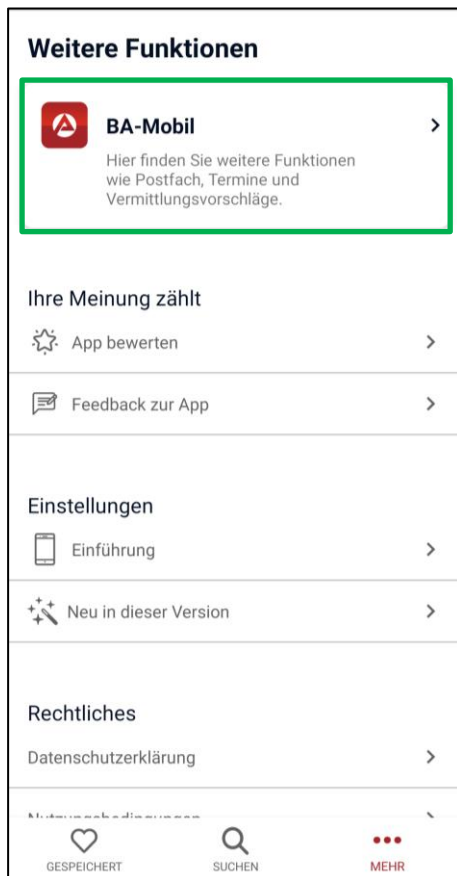 Weitere Funktionen
BA-Mobil
Hier finden Sie weitere Funktionen
wie Postfach, Termine und
Vermittlungsvorschläge.
Ihre Meinung zählt
App bewerten
Feedback zur App
Einstellungen
Einführung
Neu in dieser Version
Rechtliches
Datenschutzerklärung
Nutzungsbedingungen
GESPEICHERT
SUCHEN
MEHR